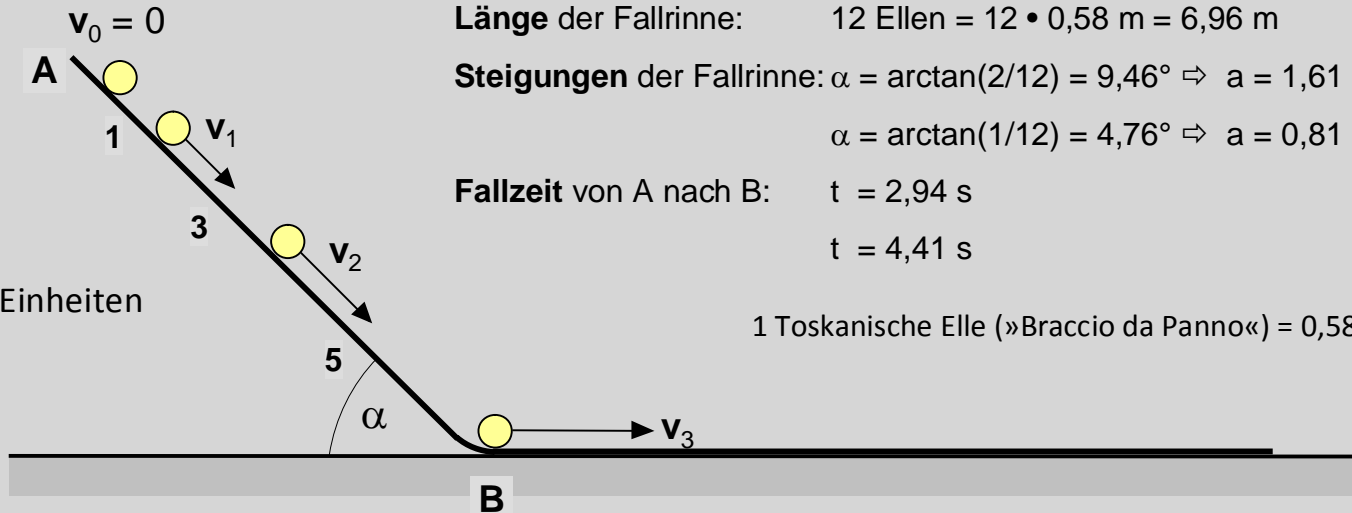 v₀ = 0
Länge der Fallrinne: 12 Ellen = 12 • 0,58 m = 6,96 m
A
Steigungen der Fallrinne: α = arctan(2/12) = 9,46° ⇨ a = 1,61
1
v₁
α = arctan(1/12) = 4,76° ⇨ a = 0,81
Fallzeit von A nach B: t = 2,94 s
3
v₂
t = 4,41 s
Einheiten
1 Toskanische Elle (»Braccio da Panno«) = 0,58
5
α
v₃
B